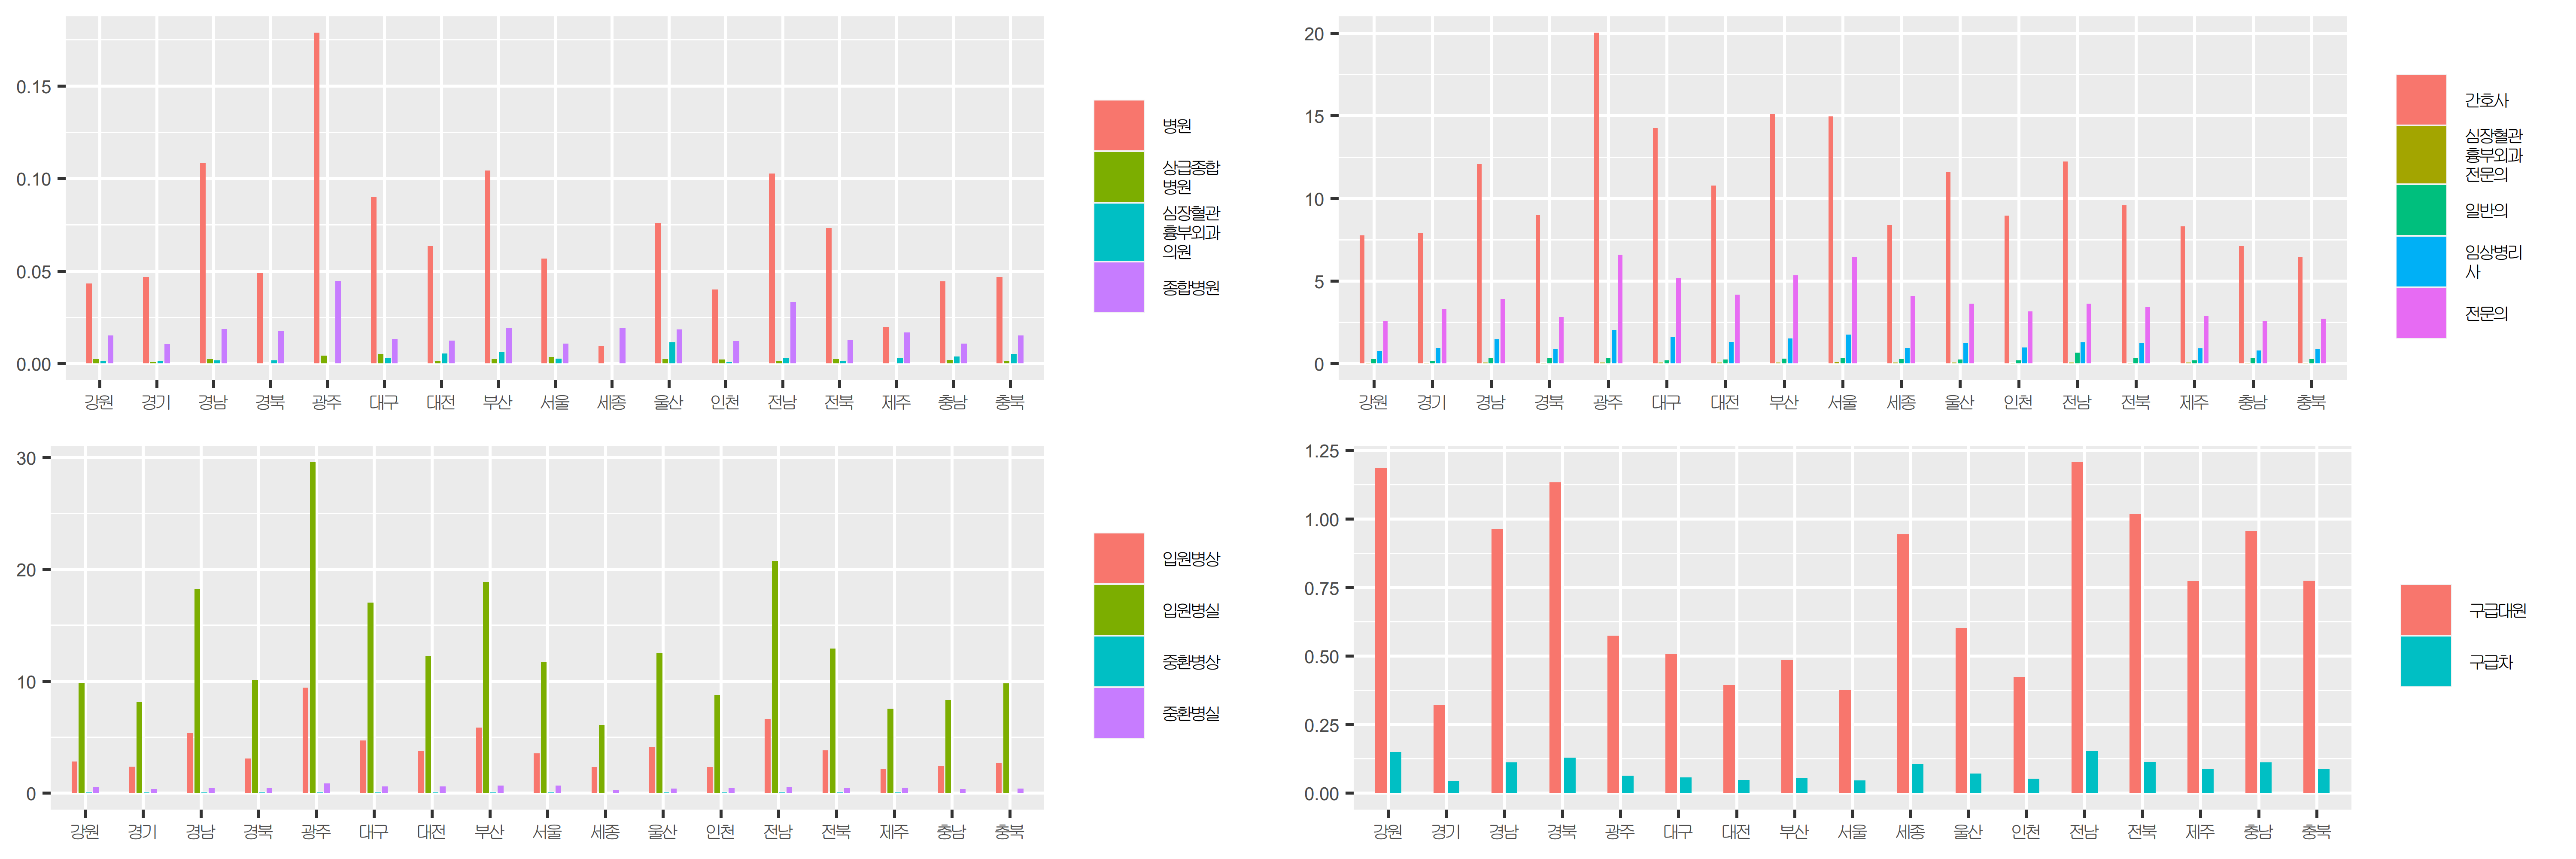 0.15
0.10
0.05
0.00
강원 경기 경남 경북 광주 대구 대전 부산 서울 세종 울산 인천 전남 전북 제주 충남 충북
병원
상급종합
병원
심장혈관
흉부외과
의원
종합병원
20
15
10
5
0
강원 경기 경남 경북 광주 대구 대전 부산 서울 세종 울산 인천 전남 전북 제주 충남 충북
간호사
심장혈관
흉부외과
전문의
일반의
임상병리
사
전문의
30
20
10
0
강원 경기 경남 경북 광주 대구 대전 부산 서울 세종 울산 인천 전남 전북 제주 충남 충북
입원병상
입원병실
중환병상
중환병실
1.25
1.00
0.75
0.50
0.25
0.00
강원 경기 경남 경북 광주 대구 대전 부산 서울 세종 울산 인천 전남 전북 제주 충남 충북
구급대원
구급차